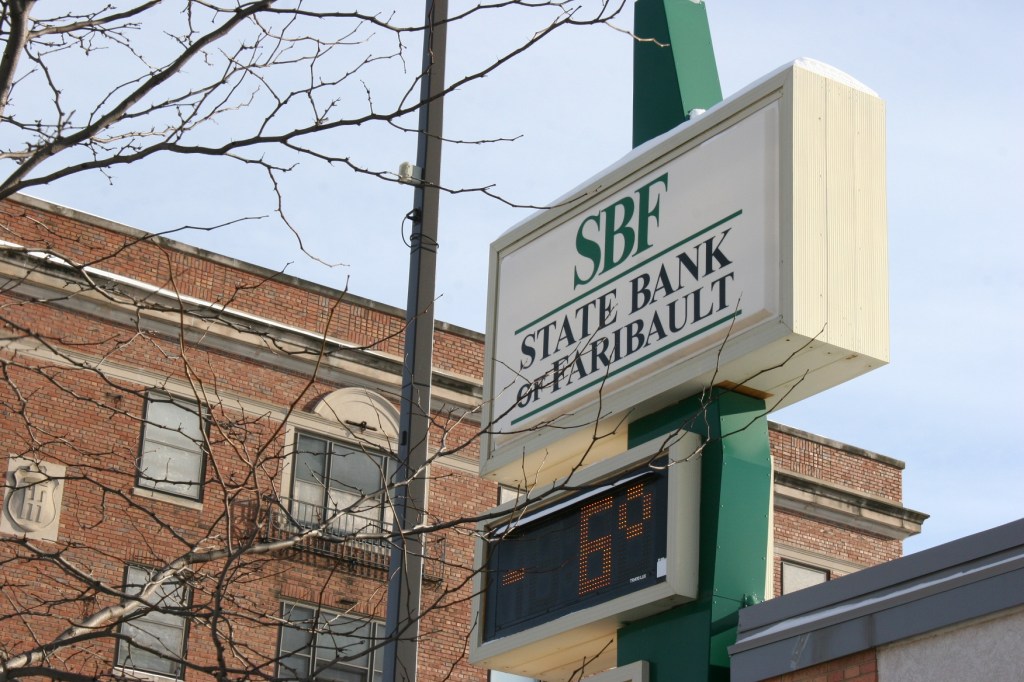 SBF
STATE BANK
OF FARIBAULT
- 6°